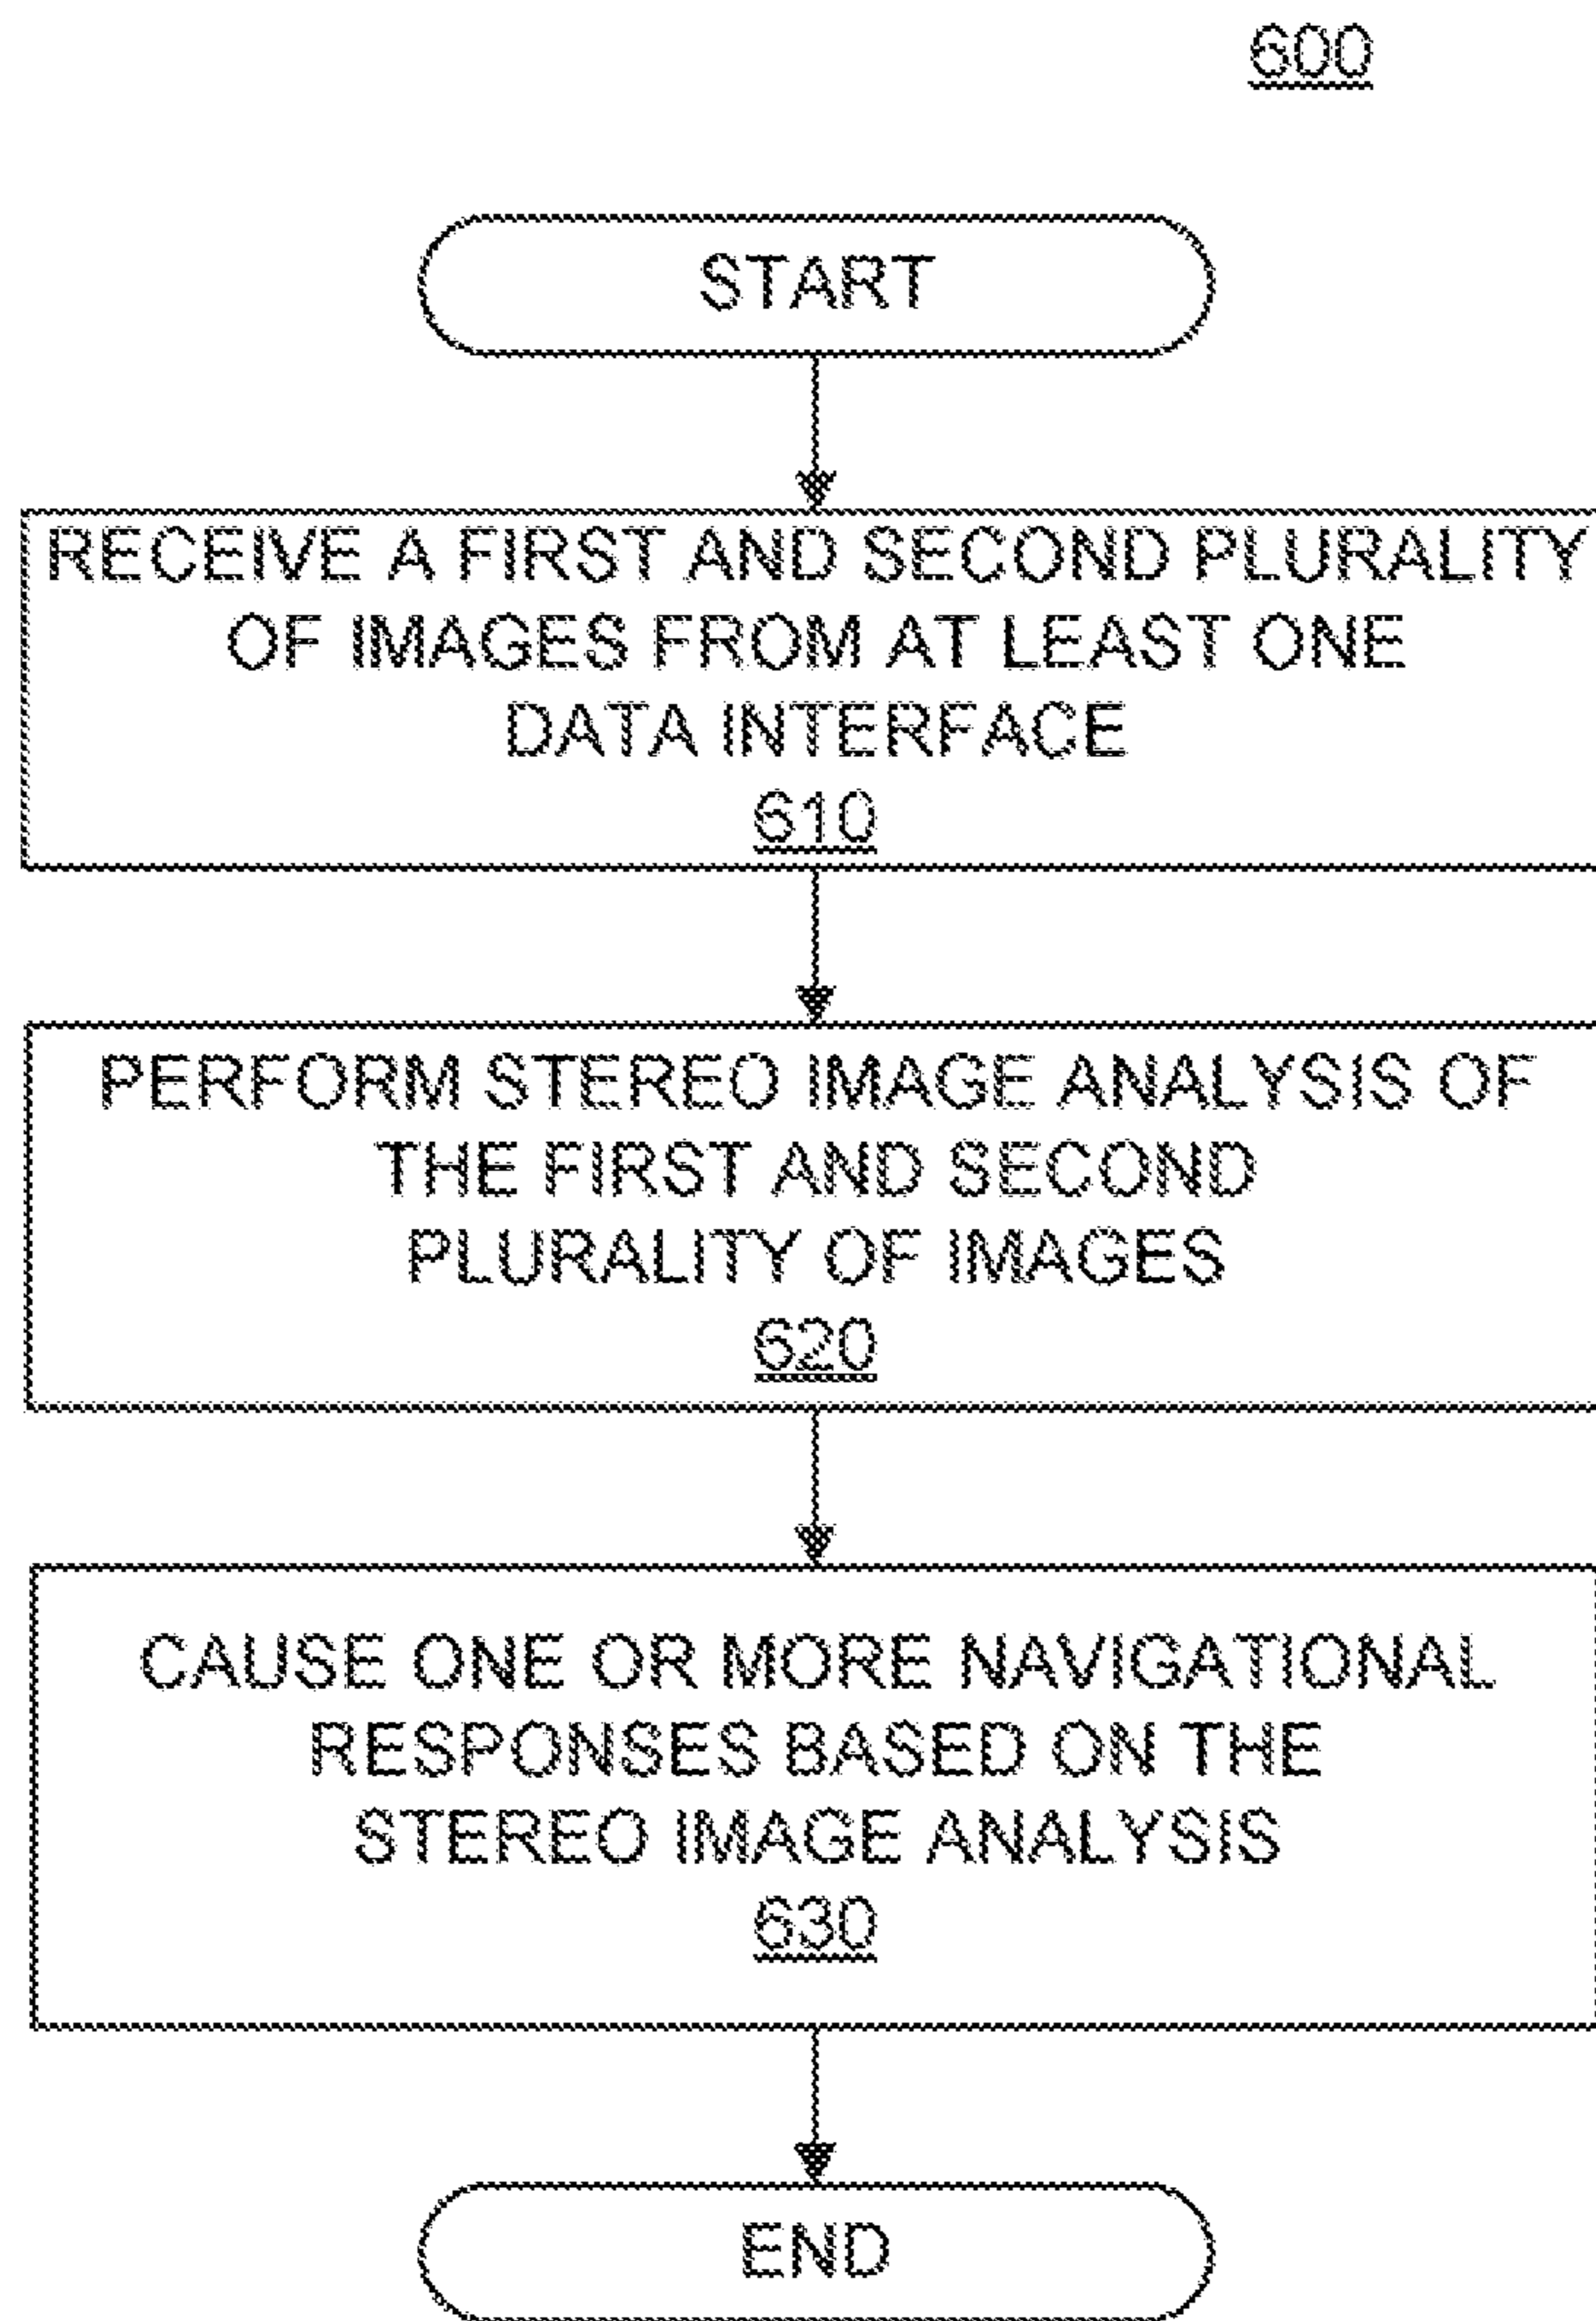 600
START
RECEIVE A FIRST AND SECOND PLURALITY
OF IMAGES FROM AT LEAST ONE
DATA INTERFACE
610
PERFORM STEREO IMAGE ANALYSIS OF
THE FIRST AND SECOND
PLURALITY OF IMAGES
620
CAUSE ONE OR MORE NAVIGATIONAL
RESPONSES BASED ON THE
STEREO IMAGE ANALYSIS
630
END